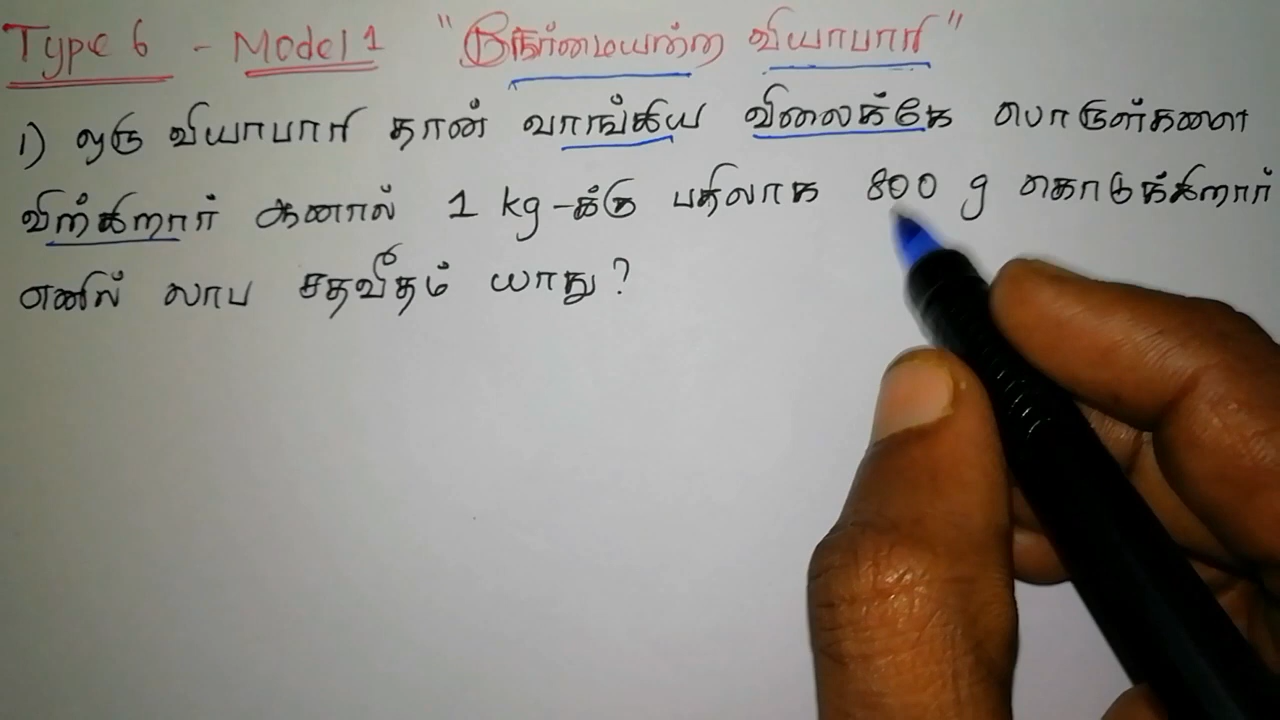 Type 6 - Model 1 "நேர்மையற்ற வியாபாரி"
1) ஒரு வியாபாரி தான் வாங்கிய விலைக்கே பொருள்களை
விற்கிறார் ஆனால் 1 kg-க்கு பதிலாக 800 g கொடுக்கிறார்
எனில் லாப சதவீதம் யாது?